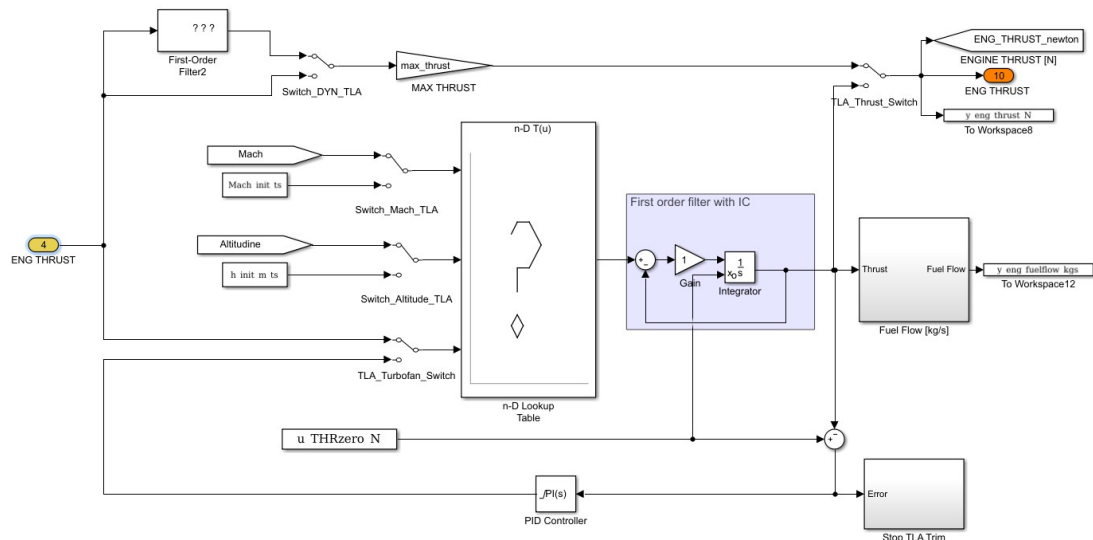 ? ? ?
First-Order
Filter2
Switch_DYN_TLA
max_thrust
MAX THRUST
ENG_THRUST_newton
ENGINE THRUST [N]
10
ENG THRUST
TLA_Thrust_Switch
y eng thrust N
To Workspace8
n-D T(u)
Mach
Mach init ts
Switch_Mach_TLA
First order filter with IC
4
ENG THRUST
Altitudine
h init m ts
Switch_Altitude_TLA
+
-
1
Gain
1
s
xo
Integrator
Thrust
Fuel Flow
Fuel Flow [kg/s]
y eng fuelflow kgs
To Workspace12
TLA_Turbofan_Switch
n-D Lookup
Table
u THRzero N
-
+
PI(s)
PID Controller
Error
Stop TLA Trim